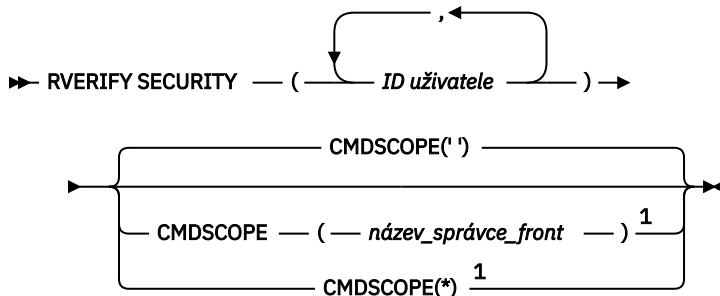 ,
RVERIFY SECURITY ( ID uživatele )
CMDSCOPE(' ')
CMDSCOPE ( název_správce_front ) 1
CMDSCOPE(*) 1